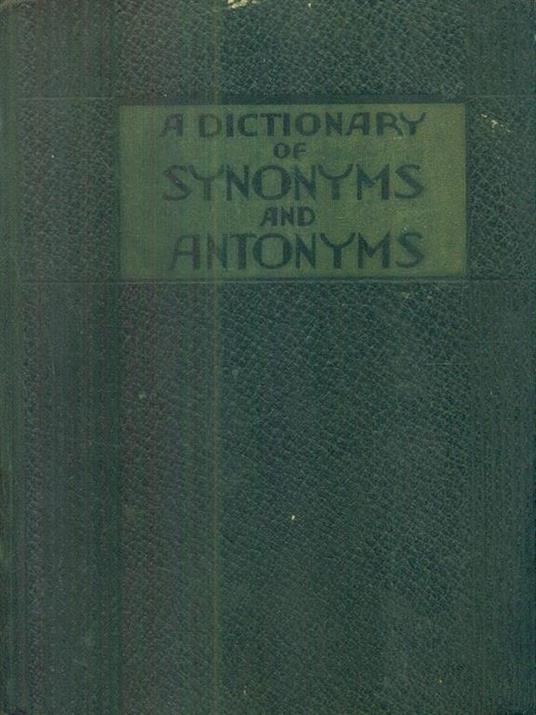 A DICTIONARY
OF
SYNONYMS
AND
ANTONYMS